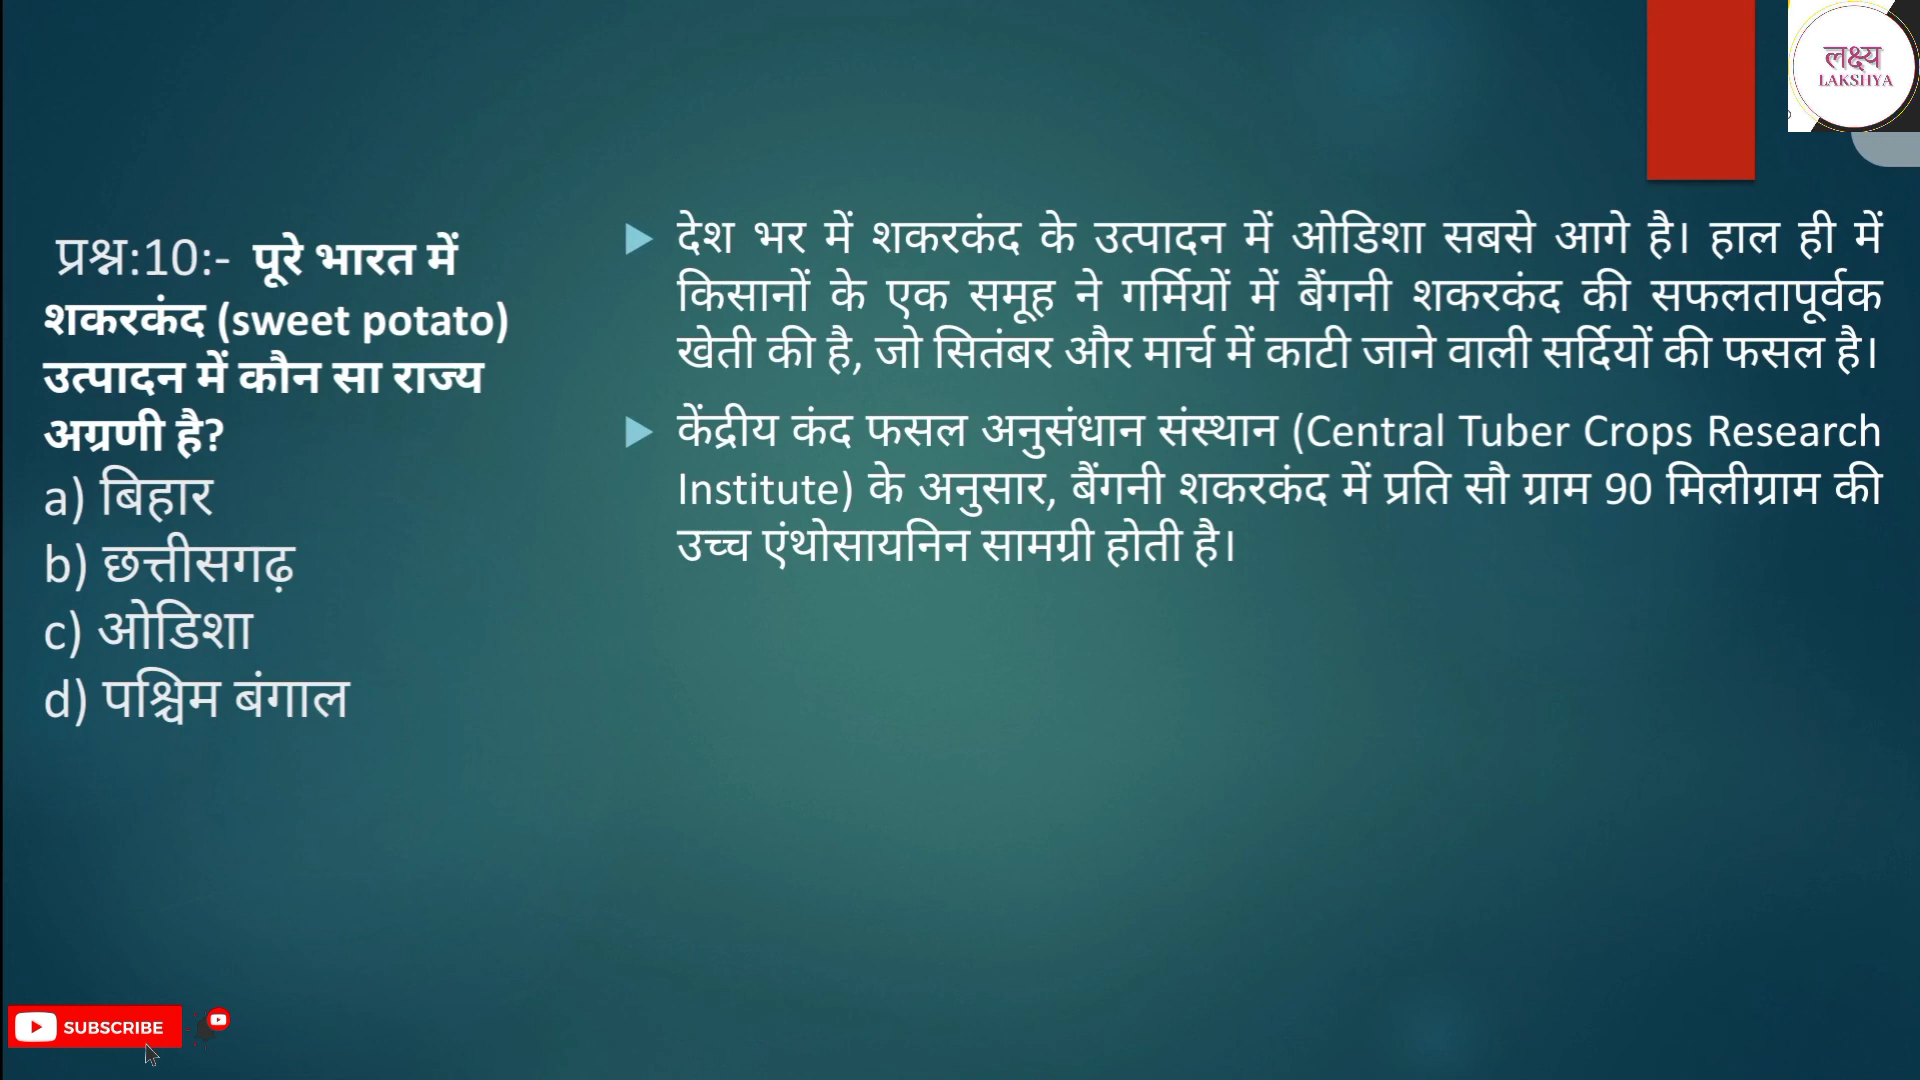 लक्ष्य
LAKSHYA
प्रश्न:10:- पूरे भारत में
शकरकंद (sweet potato)
उत्पादन में कौन सा राज्य
अग्रणी है?
a) बिहार
b) छत्तीसगढ़
c) ओडिशा
d) पश्चिम बंगाल
देश भर में शकरकंद के उत्पादन में ओडिशा सबसे आगे है। हाल ही में
किसानों के एक समूह ने गर्मियों में बैंगनी शकरकंद की सफलतापूर्वक
खेती की है, जो सितंबर और मार्च में काटी जाने वाली सर्दियों की फसल है।
केंद्रीय कंद फसल अनुसंधान संस्थान (Central Tuber Crops Research
Institute) के अनुसार, बैंगनी शकरकंद में प्रति सौ ग्राम 90 मिलीग्राम की
उच्च एंथोसायनिन सामग्री होती है।
SUBSCRIBE